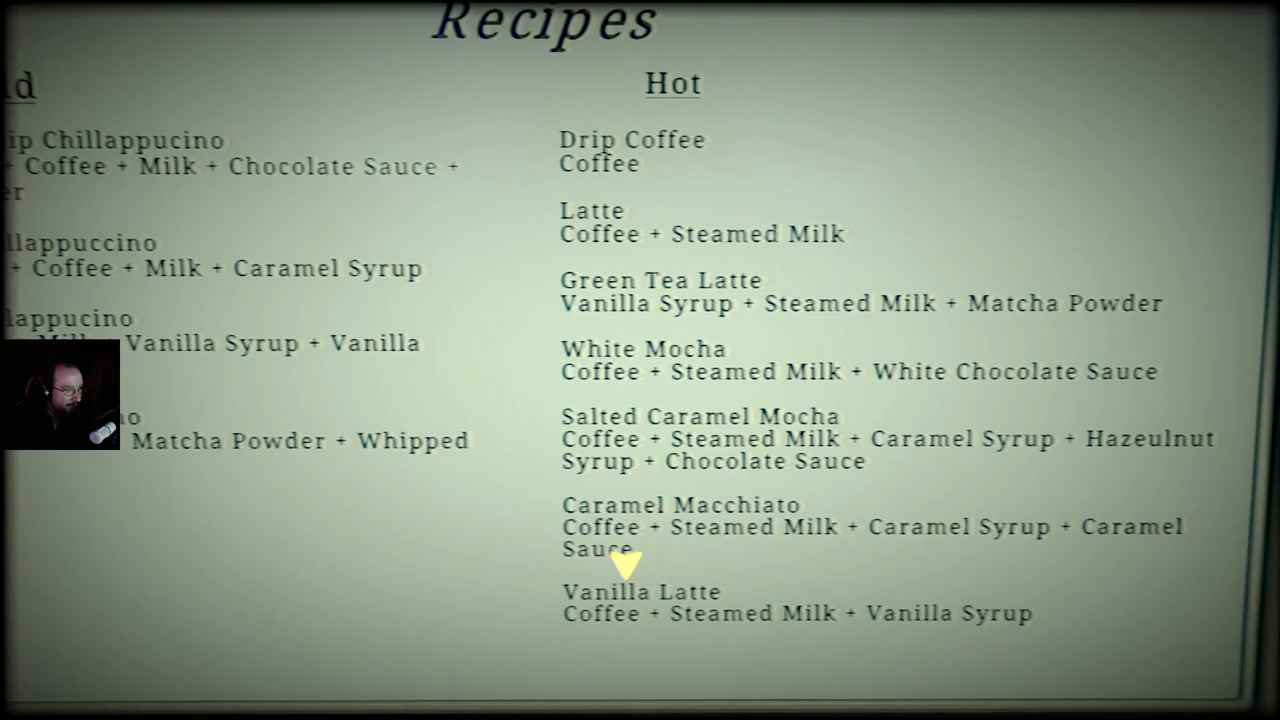 Recipes
Chillappucino
+ Coffee + Milk + Chocolate Sauce +
+ Coffee + Milk + Caramel Syrup
Vanilla Syrup + Vanilla
Matcha Powder + Whipped
Hot
Drip Coffee
Coffee
Latte
Coffee + Steamed Milk
Green Tea Latte
Vanilla Syrup + Steamed Milk + Matcha Powder
White Mocha
Coffee + Steamed Milk + White Chocolate Sauce
Salted Caramel Mocha
Coffee + Steamed Milk + Caramel Syrup + Hazeulnut
Syrup + Chocolate Sauce
Caramel Macchiato
Coffee + Steamed Milk + Caramel Syrup + Caramel
Sauce
Vanilla Latte
Coffee + Steamed Milk + Vanilla Syrup